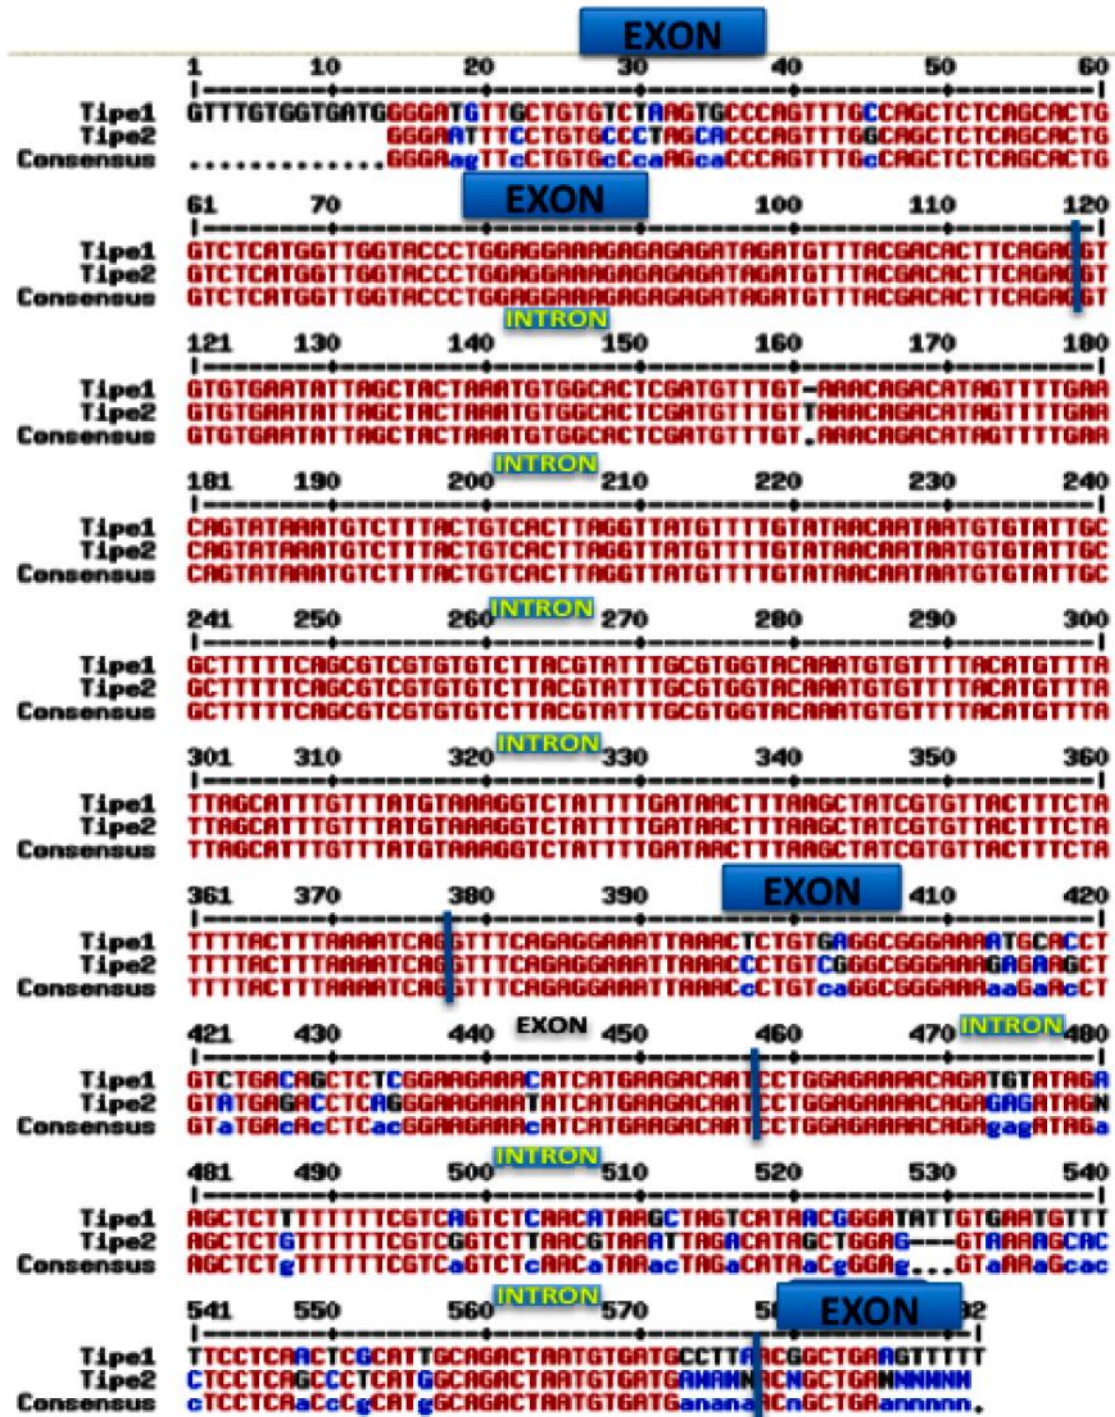 EXON
1 10 20 30 40 50 60
Tipe1 GTTTGTGGTGATGGGGATGTTGCTGTGTCTAAGTGCCCAGTTTGCCAGCTCTCAGCACTG
Tipe2 GGGAATTTCCTGTGCCCTAGCACCCAGTTTGGCAGCTCTCAGCACTG
Consensus .............GGGAagTTcCTGTGcCcaAGcaCCCAGTTTGcCAGCTCTCAGCACTG
EXON
61 70 100 110 120
Tipe1 GTCTCATGGTTGGTACCCTGGAGGAAAGAGAGAGATAGATGTTTACGACACTTCAGAGGT
Tipe2 GTCTCATGGTTGGTACCCTGGAGGAAAGAGAGAGATAGATGTTTACGACACTTCAGAGGT
Consensus GTCTCATGGTTGGTACCCTGGAGGAAAGAGAGAGATAGATGTTTACGACACTTCAGAGGT
INTRON
121 130 140 150 160 170 180
Tipe1 GTGTGAATATTAGCTACTAAATGTGGCACTCGATGTTTGT-AAACAGACATAGTTTTGAA
Tipe2 GTGTGAATATTAGCTACTAAATGTGGCACTCGATGTTTGTTAAACAGACATAGTTTTGAA
Consensus GTGTGAATATTAGCTACTAAATGTGGCACTCGATGTTTGT.AAACAGACATAGTTTTGAA
INTRON
181 190 200 210 220 230 240
Tipe1 CAGTATAAATGTCTTTACTGTCACTTAGGTTATGTTTTGTATAACAATAATGTGTATTGC
Tipe2 CAGTATAAATGTCTTTACTGTCACTTAGGTTATGTTTTGTATAACAATAATGTGTATTGC
Consensus CAGTATAAATGTCTTTACTGTCACTTAGGTTATGTTTTGTATAACAATAATGTGTATTGC
INTRON
241 250 260 270 280 290 300
Tipe1 GCTTTTTCAGCGTCGTGTGTCTTACGTATTTGCGTGGTACAAATGTGTTTTACATGTTTA
Tipe2 GCTTTTTCAGCGTCGTGTGTCTTACGTATTTGCGTGGTACAAATGTGTTTTACATGTTTA
Consensus GCTTTTTCAGCGTCGTGTGTCTTACGTATTTGCGTGGTACAAATGTGTTTTACATGTTTA
INTRON
301 310 320 330 340 350 360
Tipe1 TTAGCATTTGTTTATGTAAAGGTCTATTTTGATAACTTTAAGCTATCGTGTTACTTTCTA
Tipe2 TTAGCATTTGTTTATGTAAAGGTCTATTTTGATAACTTTAAGCTATCGTGTTACTTTCTA
Consensus TTAGCATTTGTTTATGTAAAGGTCTATTTTGATAACTTTAAGCTATCGTGTTACTTTCTA
EXON
361 370 380 390 410 420
Tipe1 TTTTACTTTAAAATCAGGTTTCAGAGGAAATTAAACTCTGTGAGGCGGGAAAATGCACCT
Tipe2 TTTTACTTTAAAATCAGGTTTCAGAGGAAATTAAACCCTGTCGGGCGGGAAAGAGAAGCT
Consensus TTTTACTTTAAAATCAGGTTTCAGAGGAAATTAAACcCTGTcaGGCGGGAAAaaGaAcCT
EXON INTRON
421 430 440 450 460 470 480
Tipe1 GTCTGACAGCTCTCGGAAGAAACATCATGAAGACAATCCTGGAGAAAACAGATGTATAGA
Tipe2 GTATGAGACCTCAGGGAAGAAATATCATGAAGACAATCCTGGAGAAAACAGAGAGATAGN
Consensus GTaTGAcAcCTCacGGAAGAAAcATCATGAAGACAATCCTGGAGAAAACAGAgagATAGa
INTRON
481 490 500 510 520 530 540
Tipe1 AGCTCTTTTTTTTCGTCAGTCTCAACATAAGCTAGTCATAACGGGATATTGTGAATGTTT
Tipe2 AGCTCTGTTTTTTCGTCGGTCTTAACGTAAATTAGACATAGCTGGAG---GTAAAAGCAC
Consensus AGCTCTgTTTTTTCGTCaGTCTcAACaTAAacTAGaCATAaCgGGAg...GTaAAaGcac
INTRON
541 550 560 570 EXON
Tipe1 TTCCTCAACTCGCATTGCAGACTAATGTGATGCCTTAACGGCTGAAGTTTTT
Tipe2 CTCCTCAGCCCTCATGGCAGACTAATGTGATGANANNACNGCTGANNNNNN
Consensus cTCCTCAaCcCgCATgGCAGACTAATGTGATGananaACnGCTGAannnnn.